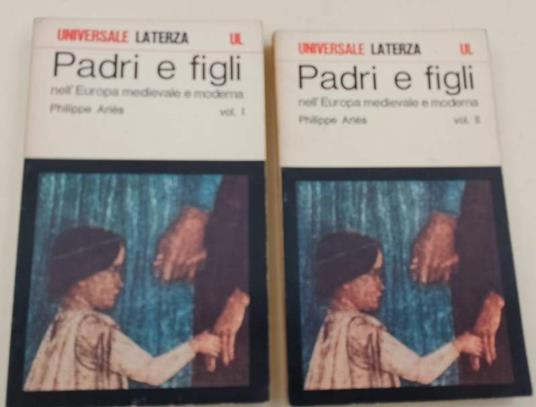 UNIVERSALE LATERZA UL
Padri e figli
nell'Europa medievale e moderna
Philippe Ariès vol. I
UNIVERSALE LATERZA UL
Padri e figli
nell'Europa medievale e moderna
Philippe Ariès vol. II